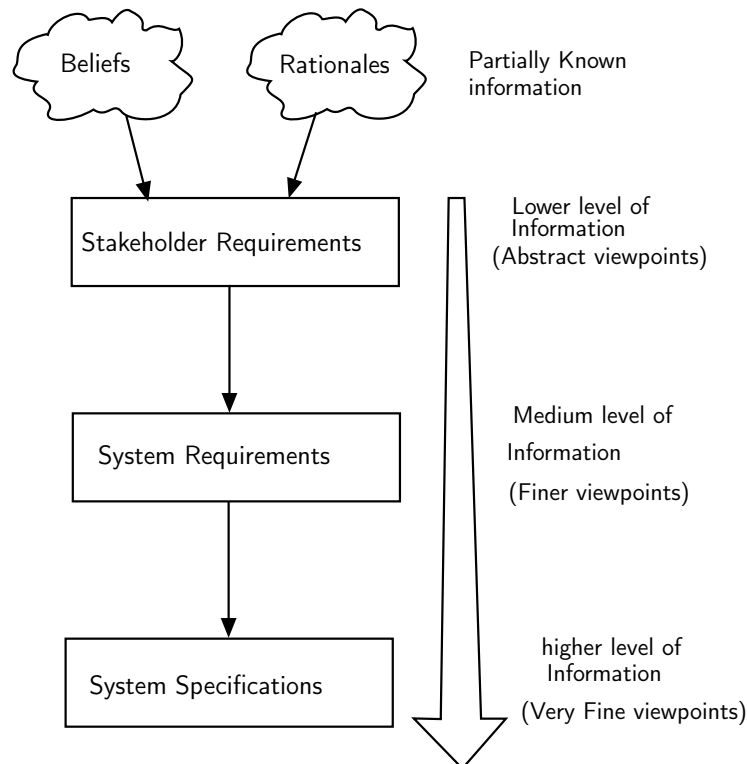 Beliefs
Rationales
Partially Known
information
Stakeholder Requirements
Lower level of
Information
(Abstract viewpoints)
System Requirements
Medium level of
Information
(Finer viewpoints)
System Specifications
higher level of
Information
(Very Fine viewpoints)